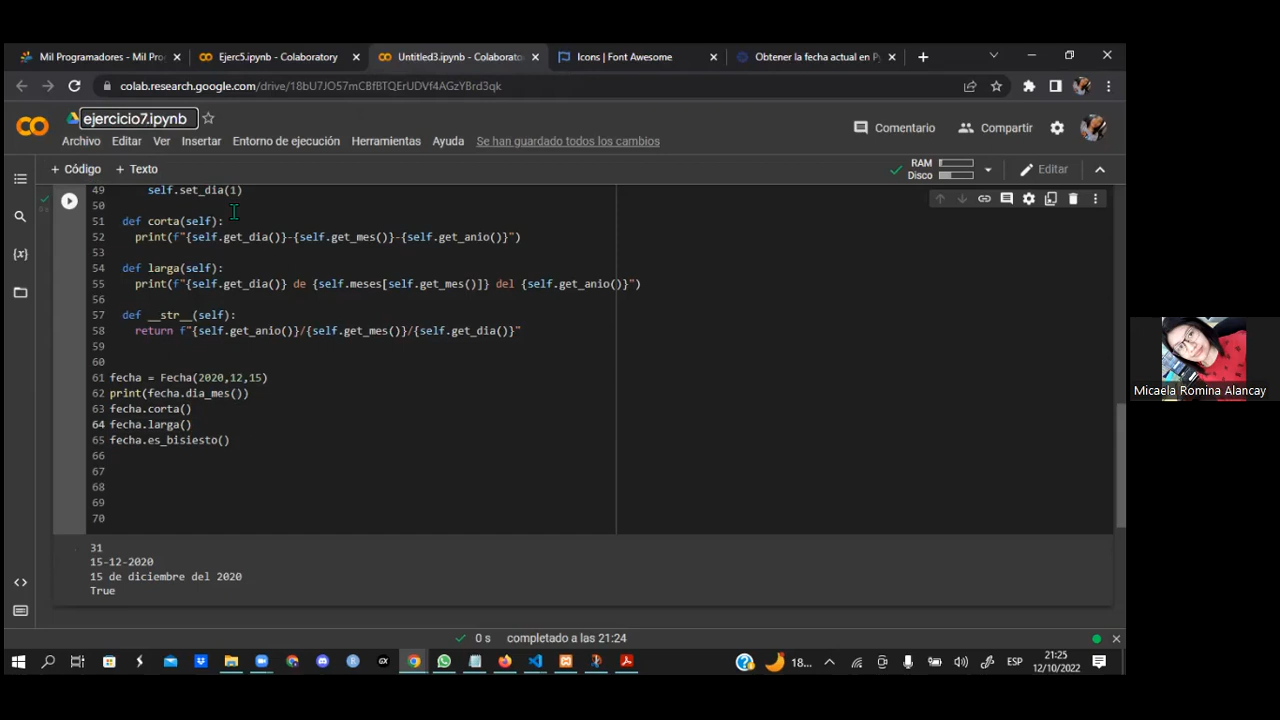 Mil Programadores - Mil Pro
Ejerc5.ipynb - Colaboratory
Untitled3.ipynb - Colaborato
Icons | Font Awesome
Obtener la fecha actual en Py
colab.research.google.com/drive/18bU7JO57mCBfBTQErUDVf4AGzYBrd3qk
ejercicio7.ipynb
Archivo Editar Ver Insertar Entorno de ejecución Herramientas Ayuda Se han guardado todos los cambios
Comentario Compartir
+ Código + Texto
RAM
Disco
Editar
49 self.set_dia(1)
50
51 def corta(self):
52 print(f"{self.get_dia()}-{self.get_mes()}-{self.get_anio()}")
53
54 def larga(self):
55 print(f"{self.get_dia()} de {self.meses[self.get_mes()]} del {self.get_anio()}")
56
57 def __str__(self):
58 return f"{self.get_anio()}/{self.get_mes()}/{self.get_dia()}"
59
60
61 fecha = Fecha(2020,12,15)
62 print(fecha.dia_mes())
63 fecha.corta()
64 fecha.larga()
65 fecha.es_bisiesto()
66
67
68
69
70
31
15-12-2020
15 de diciembre del 2020
True
0 s completado a las 21:24
18...
ESP
21:25
12/10/2022
Micaela Romina Alancay